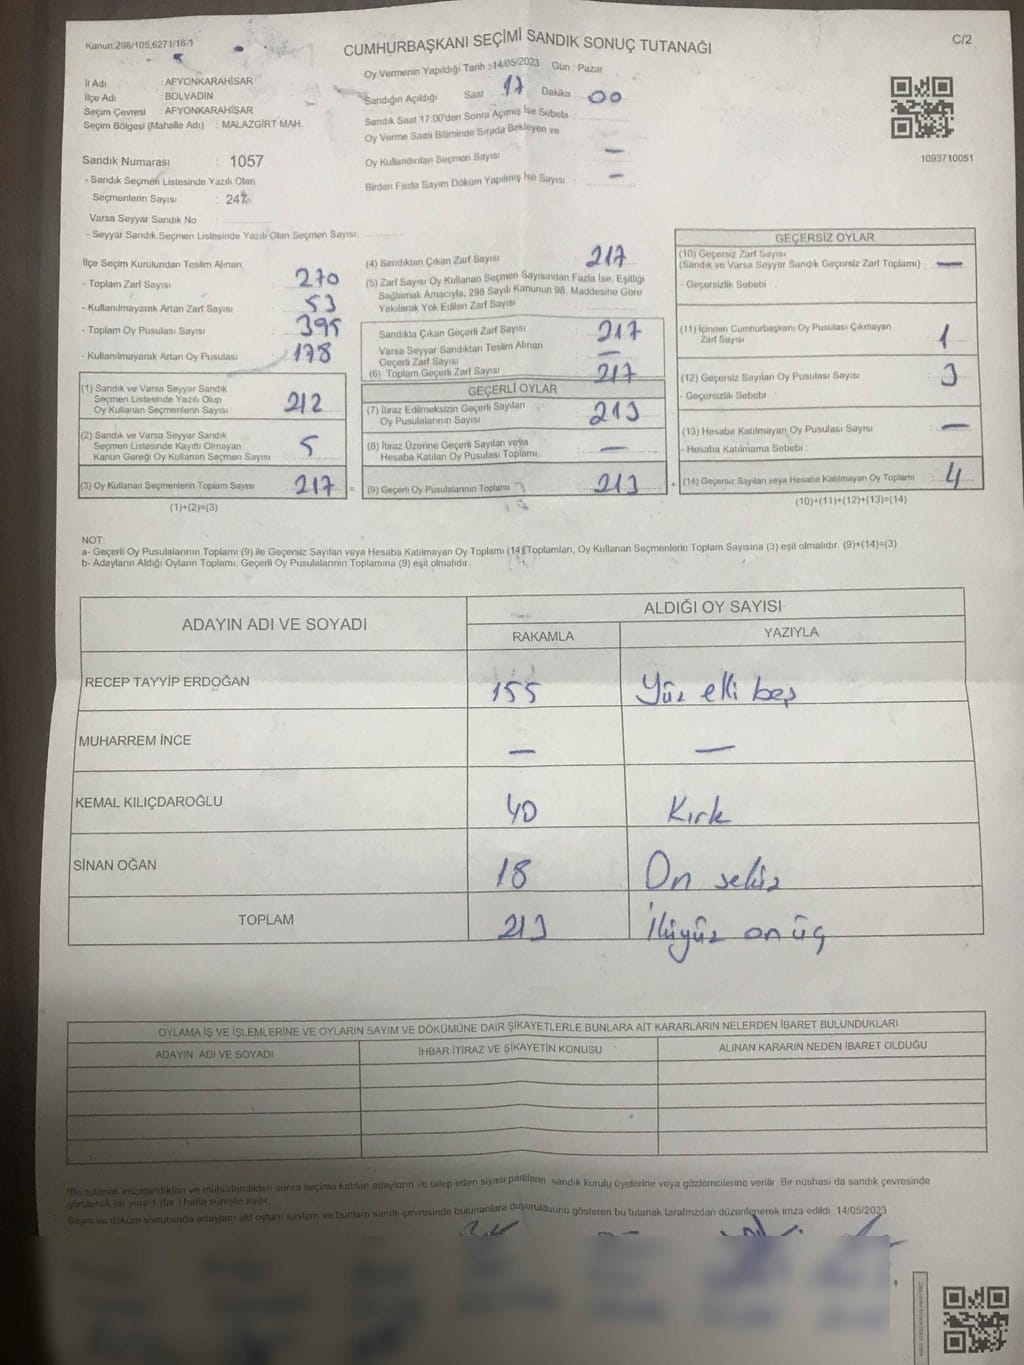 Kanun:298/105,6271/18-1
C/2
CUMHURBAŞKANI SEÇİMİ SANDIK SONUÇ TUTANAĞI
Oy Vermenin Yapıldığı Tarih :14/05/2023 Gün : Pazar
İl Adı : AFYONKARAHİSAR
İlçe Adı : BOLVADİN
Seçim Çevresi : AFYONKARAHİSAR
Seçim Bölgesi (Mahalle Adı) : MALAZGİRT MAH.
Sandığın Açıldığı Saat 17 Dakika : 00
Sandık Saat 17:00'den Sonra Açımış İse Sebebi
Oy Verme Saati Bitiminde Sırada Bekleyen ve
Oy Kullandırılan Seçmen Sayısı —
Birden Fazla Sayım Döküm Yapılmış İse Sayısı —
1093710051
Sandık Numarası : 1057
- Sandık Seçmen Listesinde Yazılı Olan
Seçmenlerin Sayısı :
Varsa Seyyar Sandık No
- Seyyar Sandık Seçmen Listesinde Yazılı Olan Seçmen Sayısı:
İlçe Seçim Kurulundan Teslim Alınan
- Toplam Zarf Sayısı 270
- Kullanılmayarak Artan Zarf Sayısı 53
- Toplam Oy Pusulası Sayısı 395
- Kullanılmayarak Artan Oy Pusulası 178
(1) Sandık ve Varsa Seyyar Sandık
Seçmen Listesinde Yazılı Olup
Oy Kullanan Seçmenlerin Sayısı 212
(2) Sandık ve Varsa Seyyar Sandık
Seçmen Listesinde Kayıtlı Olmayan
Kanun Gereği Oy Kullanan Seçmen Sayısı 5
(3) Oy Kullanan Seçmenlerin Toplam Sayısı 217 =
(1)+(2)=(3)
(4) Sandıktan Çıkan Zarf Sayısı 217
(5) Zarf Sayısı Oy Kullanan Seçmen Sayısından Fazla İse, Eşitliği
Sağlamak Amacıyla, 298 Sayılı Kanunun 98. Maddesine Göre
Yakılarak Yok Edilen Zarf Sayısı
Sandıkta Çıkan Geçerli Zarf Sayısı 217
Varsa Seyyar Sandıktan Teslim Alınan
Geçerli Zarf Sayısı —
(6) Toplam Geçerli Zarf Sayısı 217
GEÇERLİ OYLAR
(7) İtiraz Edilmeksizin Geçerli Sayılan
Oy Pusulalarının Sayısı 213
(8) İtiraz Üzerine Geçerli Sayılan veya
Hesaba Katılan Oy Pusulası Toplamı —
(9) Geçerli Oy Pusulalarının Toplamı 213 +
GEÇERSİZ OYLAR
(10) Geçersiz Zarf Sayısı
(Sandık ve Varsa Seyyar Sandık Geçersiz Zarf Toplamı) : —
- Geçersizlik Sebebi :
(11) İçinden Cumhurbaşkanı Oy Pusulası Çıkmayan
Zarf Sayısı 1
(12) Geçersiz Sayılan Oy Pusulası Sayısı 3
- Geçersizlik Sebebi
(13) Hesaba Katılmayan Oy Pusulası Sayısı —
- Hesaba Katılmama Sebebi :
(14) Geçersiz Sayılan veya Hesaba Katılmayan Oy Toplamı : 4
(10)+(11)+(12)+(13)=(14)
NOT:
a- Geçerli Oy Pusulalarının Toplamı (9) ile Geçersiz Sayılan veya Hesaba Katılmayan Oy Toplamı (14) Toplamları, Oy Kullanan Seçmenlerin Toplam Sayısına (3) eşit olmalıdır. (9)+(14)=(3)
b- Adayların Aldığı Oyların Toplamı, Geçerli Oy Pusulalarının Toplamına (9) eşit olmalıdır.
ADAYIN ADI VE SOYADI
ALDIĞI OY SAYISI
RAKAMLA YAZIYLA
RECEP TAYYİP ERDOĞAN 155 Yüz elli beş
MUHARREM İNCE — —
KEMAL KILIÇDAROĞLU 40 Kırk
SİNAN OĞAN 18 On sekiz
TOPLAM 213 İkiyüz on üç
OYLAMA İŞ VE İŞLEMLERİNE VE OYLARIN SAYIM VE DÖKÜMÜNE DAİR ŞİKAYETLERLE BUNLARA AİT KARARLARIN NELERDEN İBARET BULUNDUKLARI
ADAYIN ADI VE SOYADI İHBAR İTİRAZ VE ŞİKAYETİN KONUSU ALINAN KARARIN NEDEN İBARET OLDUĞU
*Bu tutanak imzalandıktan ve mühürlendikten sonra seçime katılan adayların ve talep eden siyasi partilerin sandık kurulu üyelerine veya gözlemcilerine verilir. Bir nüshası da sandık çevresinde
görülecek bir yere 1 (bir ) hafta süreyle asılır.
Sayım ve döküm sonucunda adayların bulunanlara duyurulduğunu gösteren bu tutanak tarafımızdan düzenlenerek imza edildi. 14/05/2023